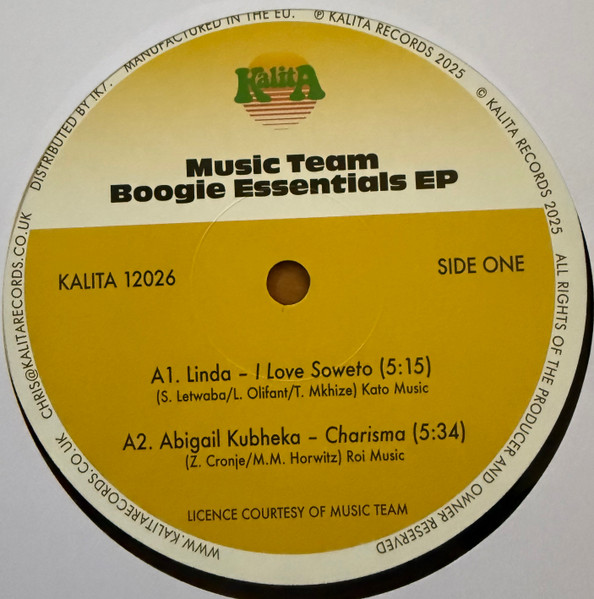 KalitA
Music Team
Boogie Essentials EP
KALITA 12026
SIDE ONE
A1. Linda – I Love Soweto (5:15)
(S. Letwaba/L. Olifant/T. Mkhize) Kato Music
A2. Abigail Kubheka – Charisma (5:34)
(Z. Cronje/M.M. Horwitz) Roi Music
LICENCE COURTESY OF MUSIC TEAM
WWW.KALITARECORDS.CO.UK CHRIS@KALITARECORDS.CO.UK DISTRIBUTED BY !K7. MANUFACTURED IN THE EU. ℗ KALITA RECORDS 2025 © KALITA RECORDS 2025 ALL RIGHTS OF THE PRODUCER AND OWNER RESERVED